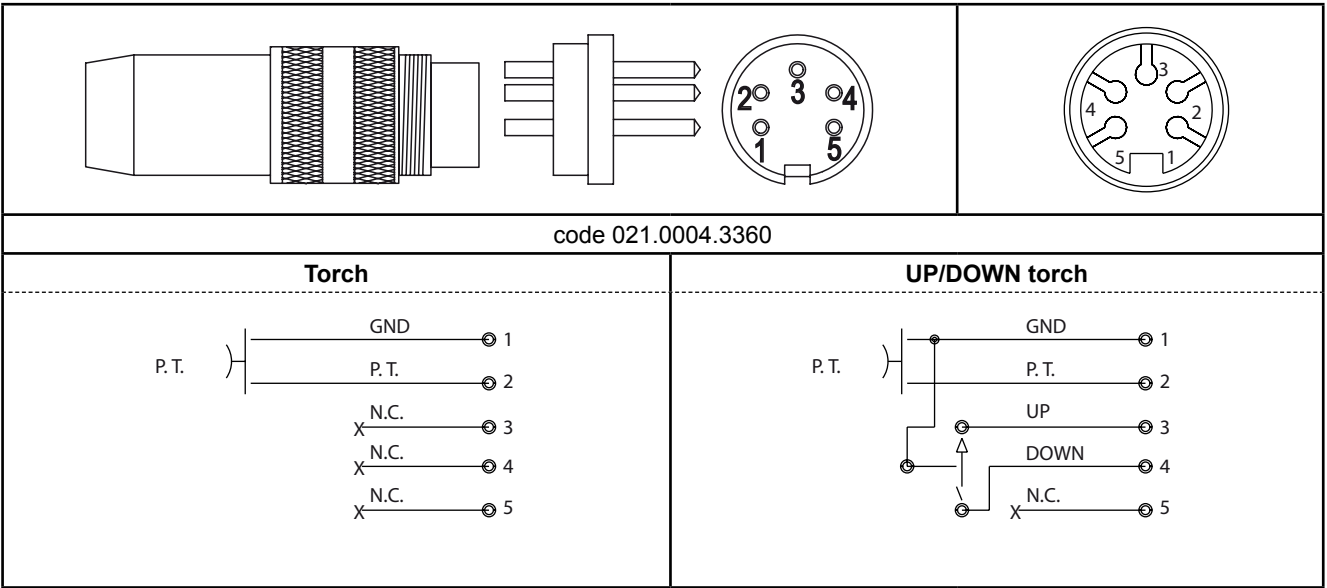 2 3 4
1 5
3
4 2
5 1
code 021.0004.3360
Torch
UP/DOWN torch
P. T.
GND 1
P. T. 2
X N.C. 3
X N.C. 4
X N.C. 5
P. T.
GND 1
P. T. 2
UP 3
DOWN 4
X N.C. 5